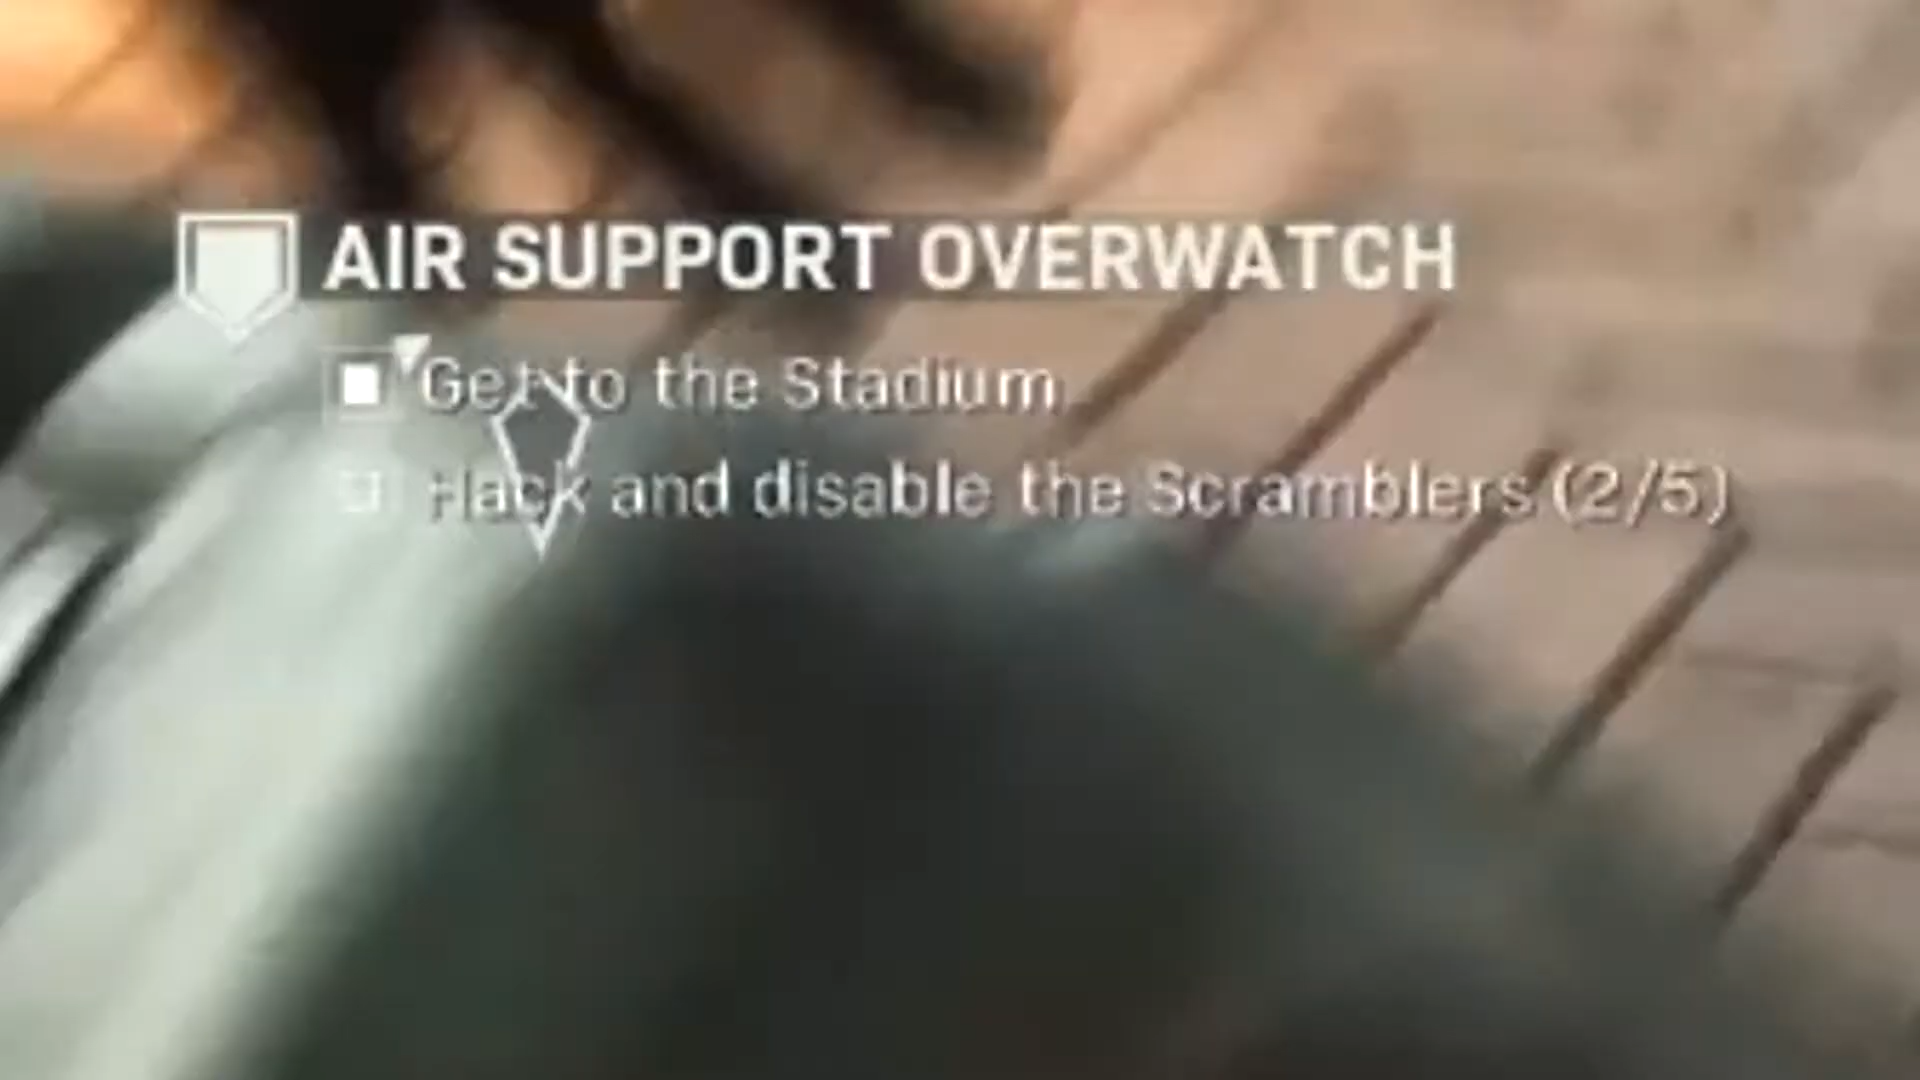 AIR SUPPORT OVERWATCH
Get to the Stadium
Hack and disable the Scramblers (2/5)